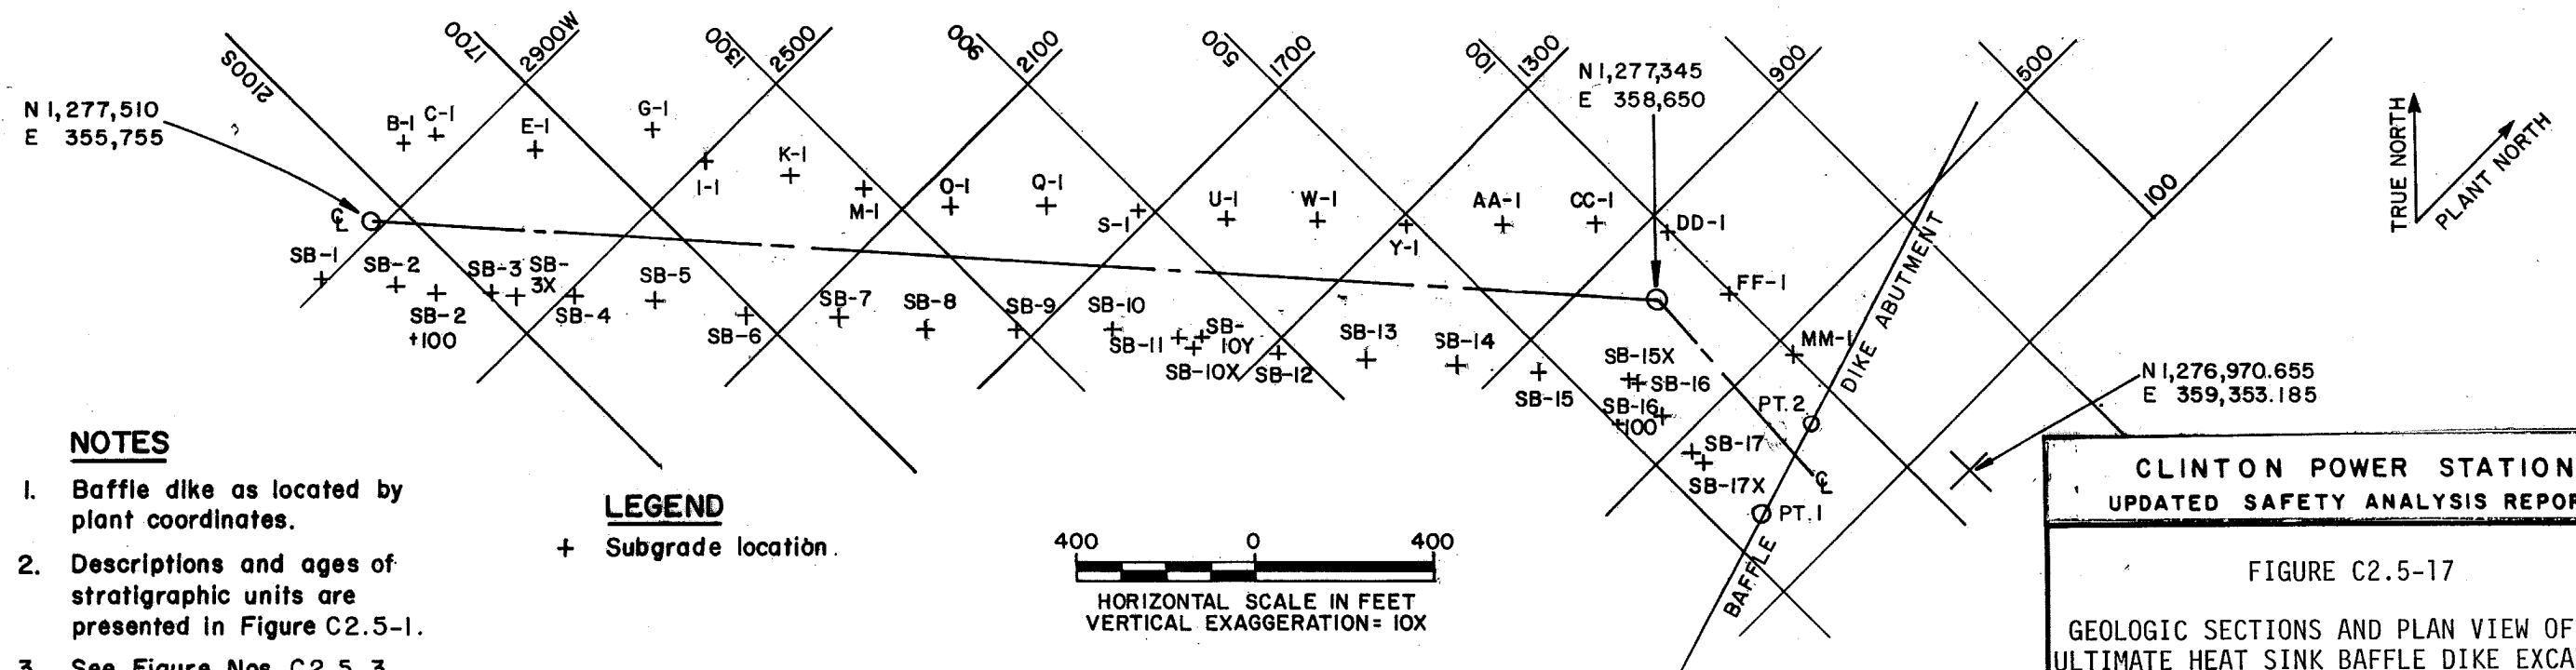 2100S
1700
2900W
1300
2500
900
2100
500
1700
100
1300
900
500
100
N 1,277,510
E 355,755
N 1,277,345
E 358,650
TRUE NORTH
PLANT NORTH
B-1
C-1
E-1
G-1
I-1
K-1
M-1
O-1
Q-1
S-1
U-1
W-1
Y-1
AA-1
CC-1
DD-1
FF-1
MM-1
℄
SB-1
SB-2
SB-2
+100
SB-3
SB-
3X
SB-4
SB-5
SB-6
SB-7
SB-8
SB-9
SB-10
SB-11
SB-
10Y
SB-10X
SB-12
SB-13
SB-14
SB-15
SB-15X
SB-16
SB-16
+100
SB-17
SB-17X
PT. 2
PT. 1
℄
BAFFLE DIKE ABUTMENT
N 1,276,970.655
E 359,353.185
NOTES
1. Baffle dike as located by
plant coordinates.
2. Descriptions and ages of
stratigraphic units are
presented in Figure C2.5-1.
3. See Figure Nos. C2.5-3
LEGEND
+ Subgrade location.
400 0 400
HORIZONTAL SCALE IN FEET
VERTICAL EXAGGERATION= 10X
CLINTON POWER STATION
UPDATED SAFETY ANALYSIS REPOR
FIGURE C2.5-17
GEOLOGIC SECTIONS AND PLAN VIEW OF
ULTIMATE HEAT SINK BAFFLE DIKE EXCA